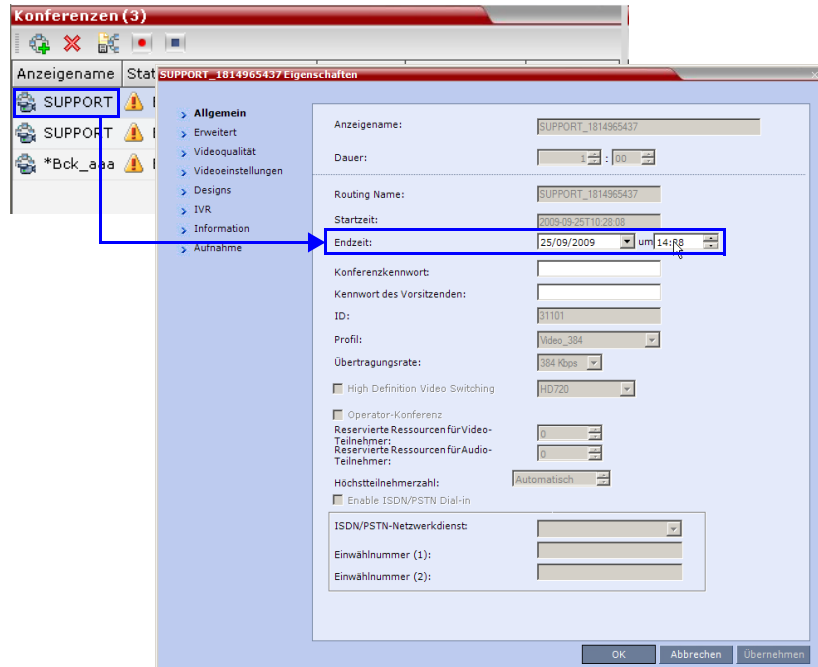 Konferenzen (3)
Anzeigename Stat
SUPPORT
SUPPORT
*Bck_aaa
SUPPORT_1814965437 Eigenschaften
Allgemein
Erweitert
Videoqualität
Videoeinstellungen
Designs
IVR
Information
Aufnahme
Anzeigename: SUPPORT_1814965437
Dauer: 1 : 00
Routing Name: SUPPORT_1814965437
Startzeit: 2009-09-25T10:28:08
Endzeit: 25/09/2009 um
Konferenzkennwort:
Kennwort des Vorsitzenden:
ID: 31101
Profil: Video_384
Übertragungsrate: 384 Kbps
High Definition Video Switching HD720
Operator-Konferenz
Reservierte Ressourcen für Video-
Teilnehmer: 0
Reservierte Ressourcen für Audio-
Teilnehmer: 0
Höchstteilnehmerzahl: Automatisch
Enable ISDN/PSTN Dial-in
ISDN/PSTN-Netzwerkdienst:
Einwählnummer (1):
Einwählnummer (2):
OK Abbrechen Übernehmen